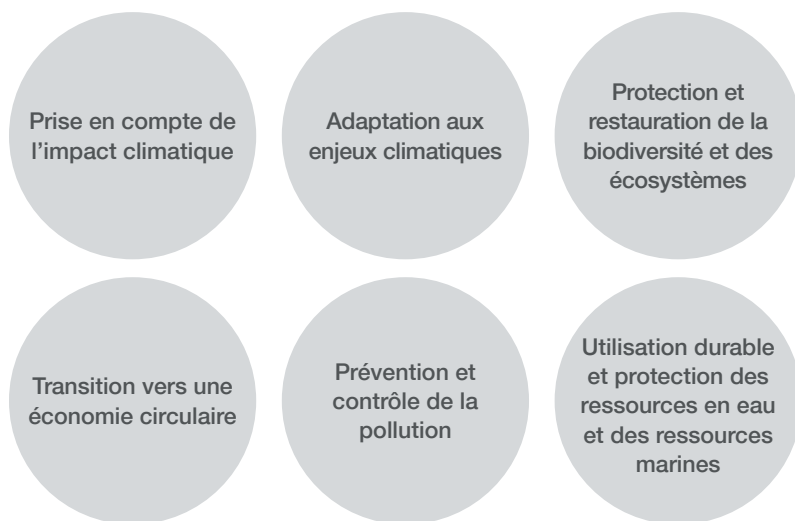 Prise en compte de
l’impact climatique
Adaptation aux
enjeux climatiques
Protection et
restauration de la
biodiversité et des
écosystèmes
Transition vers une
économie circulaire
Prévention et
contrôle de la
pollution
Utilisation durable
et protection des
ressources en eau
et des ressources
marines